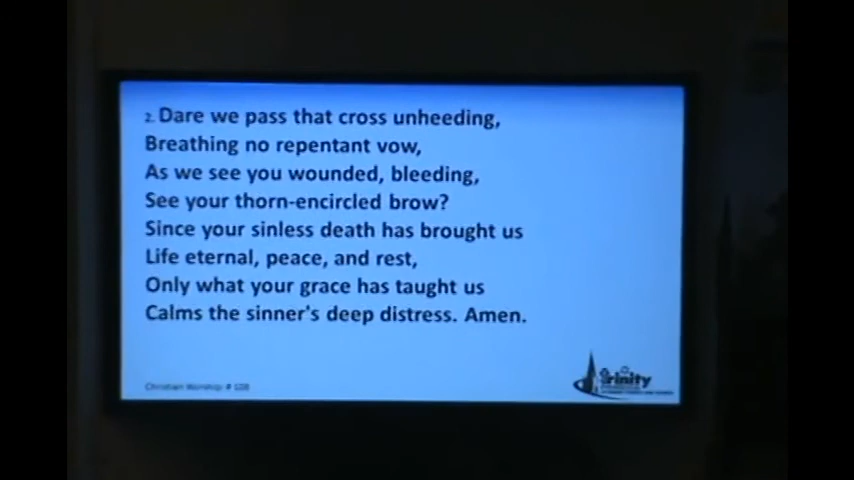 2. Dare we pass that cross unheeding,
Breathing no repentant vow,
As we see you wounded, bleeding,
See your thorn-encircled brow?
Since your sinless death has brought us
Life eternal, peace, and rest,
Only what your grace has taught us
Calms the sinner's deep distress. Amen.
Christian Worship #
Trinity